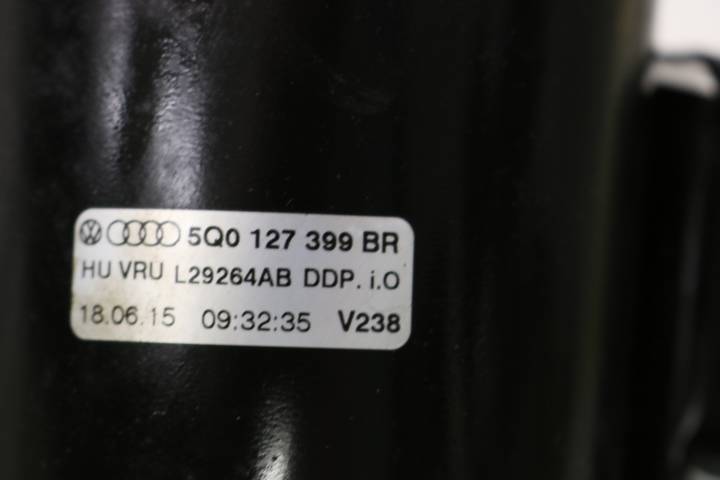 5Q0 127 399 BR
HU VRU L29264AB DDP. i.O
18.06.15 09:32:35 V238